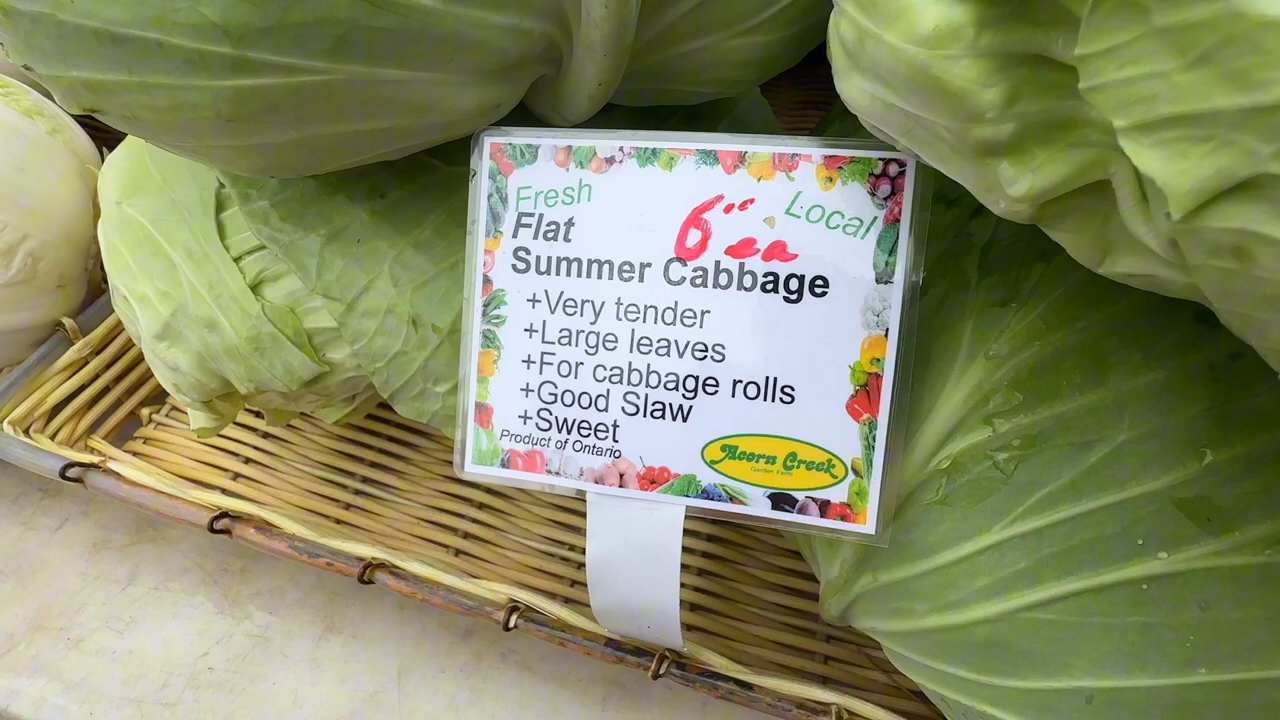 Fresh
Local
6" ea
Flat
Summer Cabbage
+Very tender
+Large leaves
+For cabbage rolls
+Good Slaw
+Sweet
Product of Ontario
Acorn Creek
Garden Farm